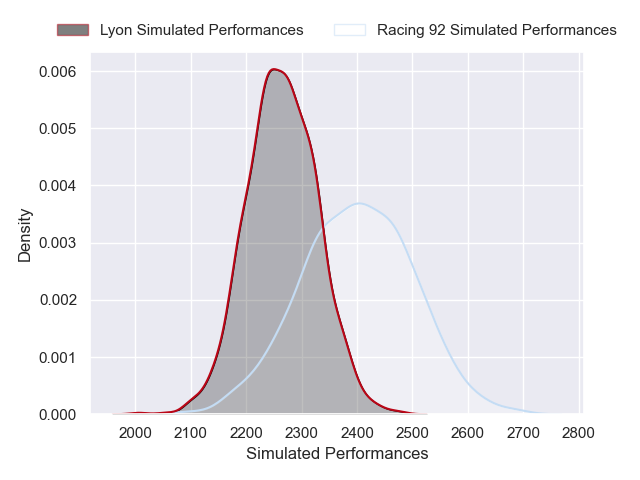 Lyon Simulated Performances Racing 92 Simulated Performances
0.006
0.005
0.004
0.003
0.002
0.001
0.000
Density
2000 2100 2200 2300 2400 2500 2600 2700 2800
Simulated Performances